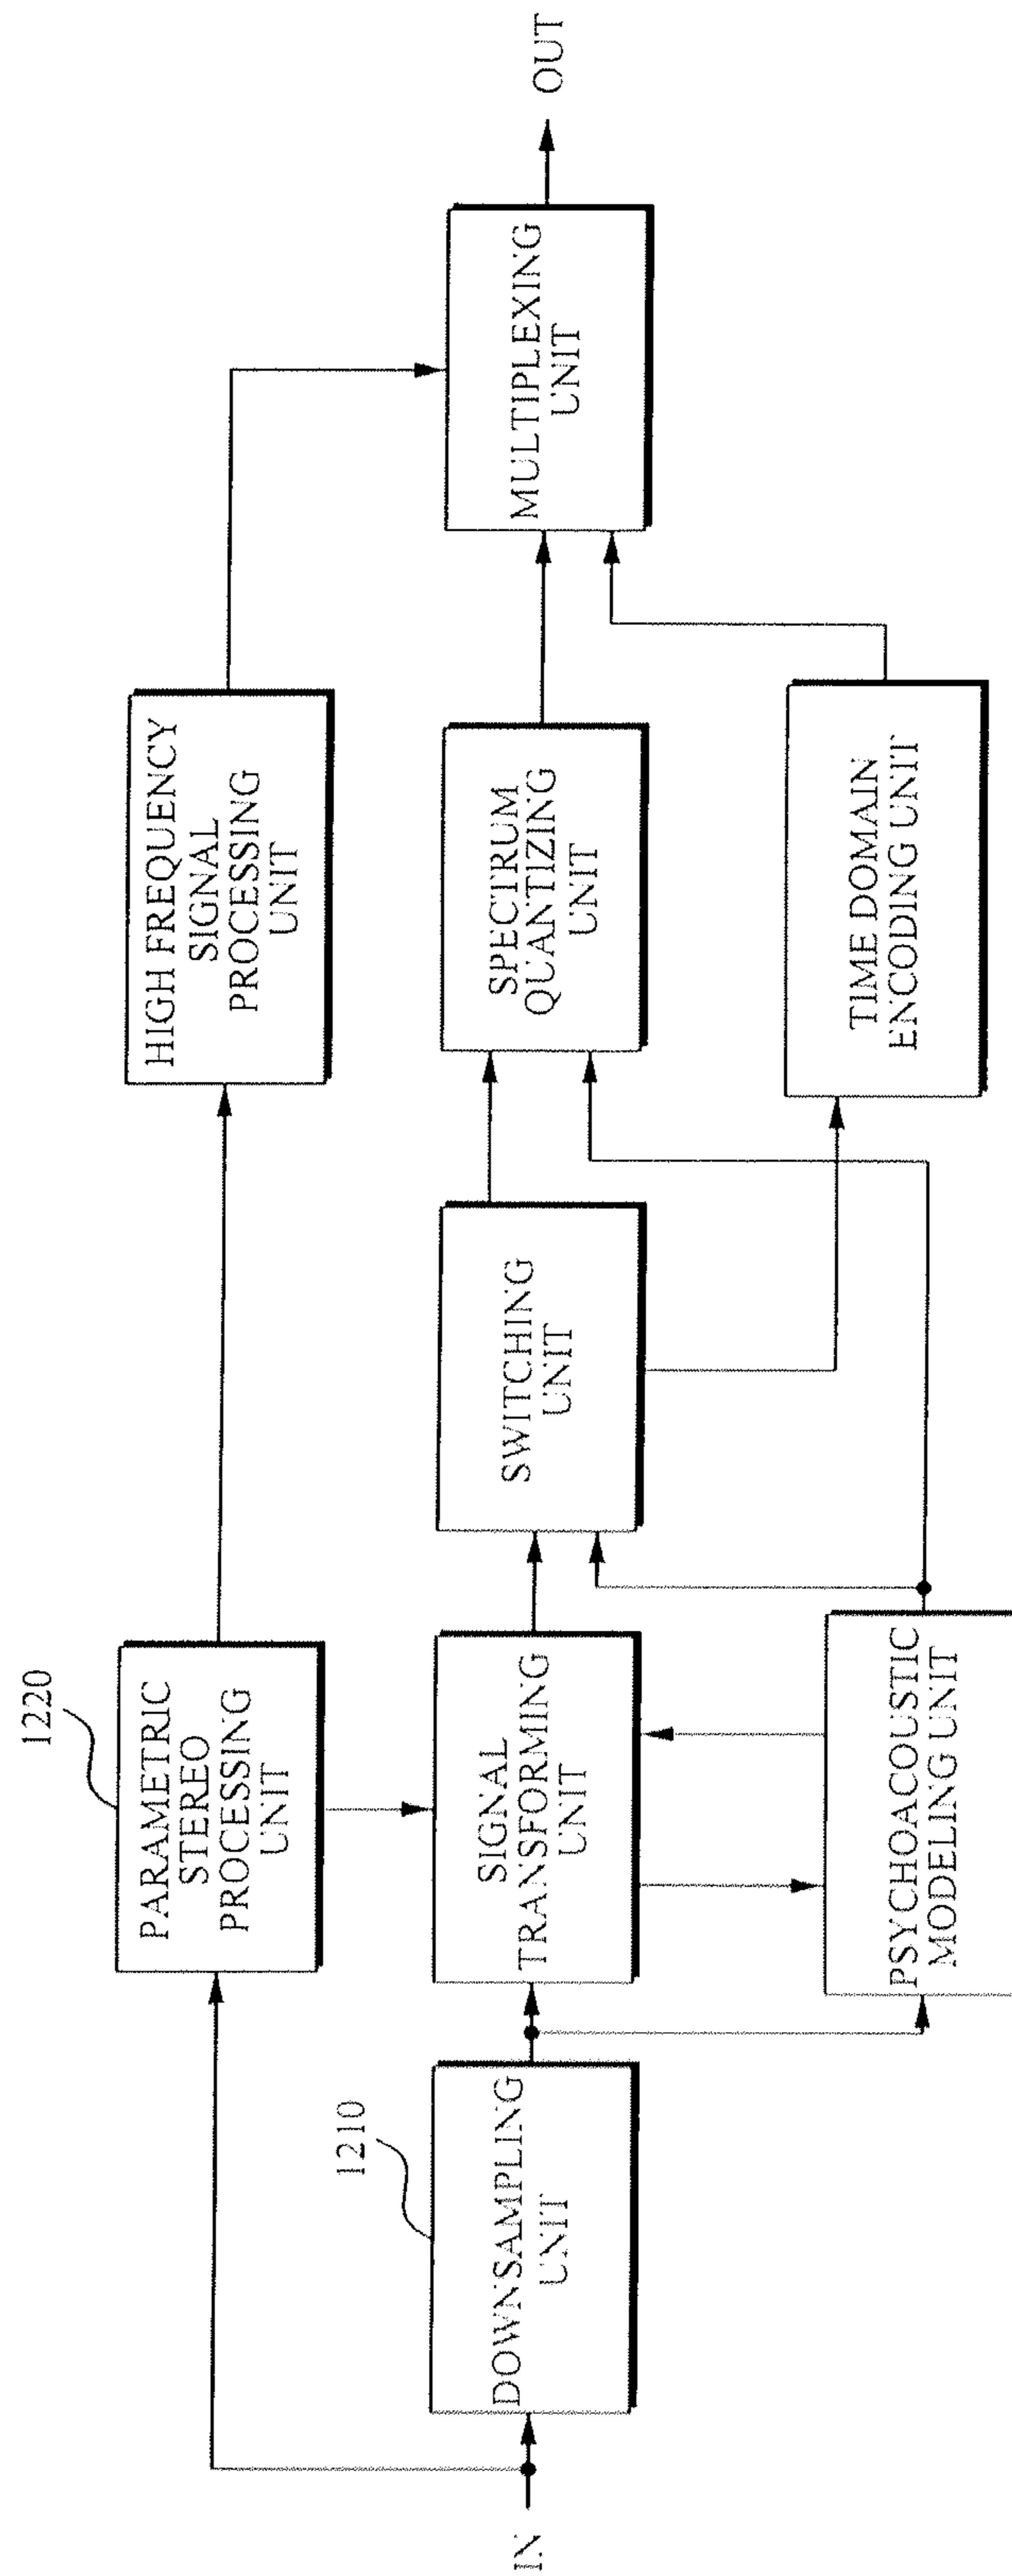 1220
PARAMETRIC
STEREO
PROCESSING
UNIT
HIGH FREQUENCY
SIGNAL
PROCESSING
UNIT
1210
IN
DOWNSAMPLING
UNIT
SIGNAL
TRANSFORMING
UNIT
SWITCHING
UNIT
SPECTRUM
QUANTIZING
UNIT
MULTIPLEXING
UNIT
OUT
PSYCHOACOUSTIC
MODELING UNIT
TIME DOMAIN
ENCODING UNIT